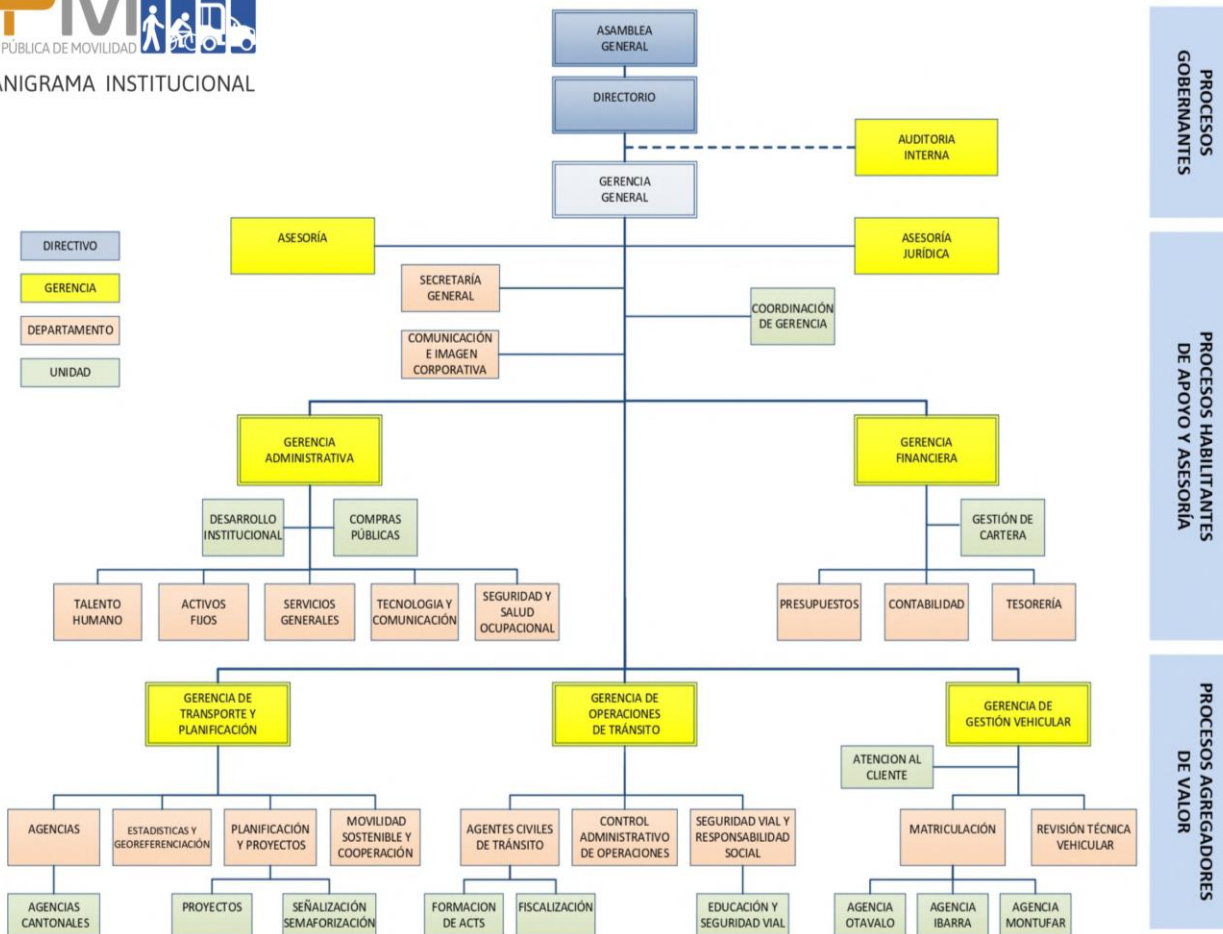 PM
PÚBLICA DE MOVILIDAD
ANIGRAMA INSTITUCIONAL
ASAMBLEA
GENERAL
DIRECTORIO
AUDITORIA
INTERNA
GERENCIA
GENERAL
PROCESOS
GOBERNANTES
DIRECTIVO
GERENCIA
DEPARTAMENTO
UNIDAD
ASESORÍA
ASESORÍA
JURÍDICA
SECRETARÍA
GENERAL
COORDINACIÓN
DE GERENCIA
COMUNICACIÓN
E IMAGEN
CORPORATIVA
PROCESOS HABILITANTES
DE APOYO Y ASESORÍA
GERENCIA
ADMINISTRATIVA
GERENCIA
FINANCIERA
DESARROLLO
INSTITUCIONAL
COMPRAS
PÚBLICAS
GESTIÓN DE
CARTERA
TALENTO
HUMANO
ACTIVOS
FIJOS
SERVICIOS
GENERALES
TECNOLOGIA Y
COMUNICACIÓN
SEGURIDAD Y
SALUD
OCUPACIONAL
PRESUPUESTOS
CONTABILIDAD
TESORERÍA
GERENCIA DE
TRANSPORTE Y
PLANIFICACIÓN
GERENCIA DE
OPERACIONES
DE TRÁNSITO
GERENCIA DE
GESTIÓN VEHICULAR
PROCESOS AGREGADORES
DE VALOR
ATENCION AL
CLIENTE
AGENCIAS
ESTADISTICAS Y
GEOREFERENCIACIÓN
PLANIFICACIÓN
Y PROYECTOS
MOVILIDAD
SOSTENIBLE Y
COOPERACIÓN
AGENTES CIVILES
DE TRÁNSITO
CONTROL
ADMINISTRATIVO
DE OPERACIONES
SEGURIDAD VIAL Y
RESPONSABILIDAD
SOCIAL
MATRICULACIÓN
REVISIÓN TÉCNICA
VEHICULAR
AGENCIAS
CANTONALES
PROYECTOS
SEÑALIZACIÓN
SEMAFORIZACIÓN
FORMACION
DE ACTS
FISCALIZACIÓN
EDUCACIÓN Y
SEGURIDAD VIAL
AGENCIA
OTAVALO
AGENCIA
IBARRA
AGENCIA
MONTUFAR